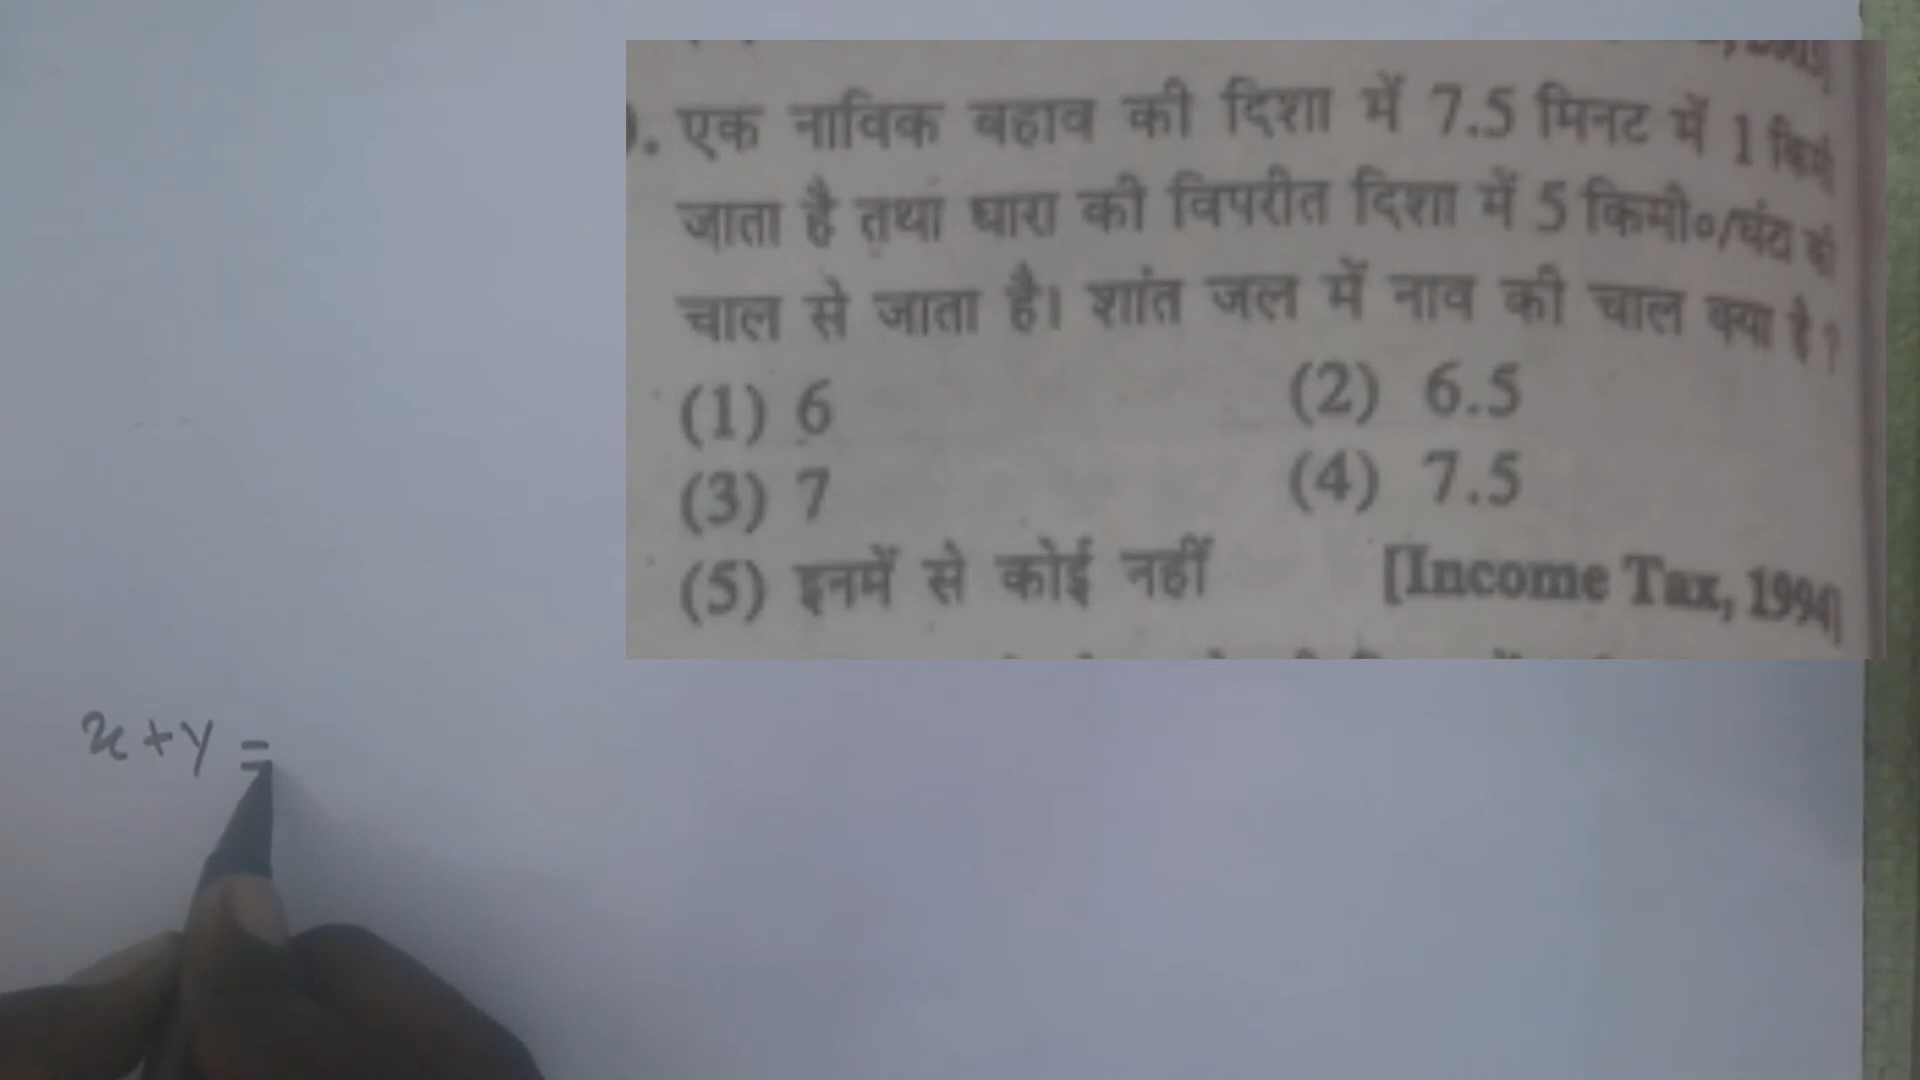 . एक नाविक बहाव की दिशा में 7.5 मिनट में 1 किमी
जाता है तथा धारा की विपरीत दिशा में 5 किमी०/घंटा की
चाल से जाता है। शांत जल में नाव की चाल क्या है?
(1) 6 (2) 6.5
(3) 7 (4) 7.5
(5) इनमें से कोई नहीं [Income Tax, 1994]
x + y =